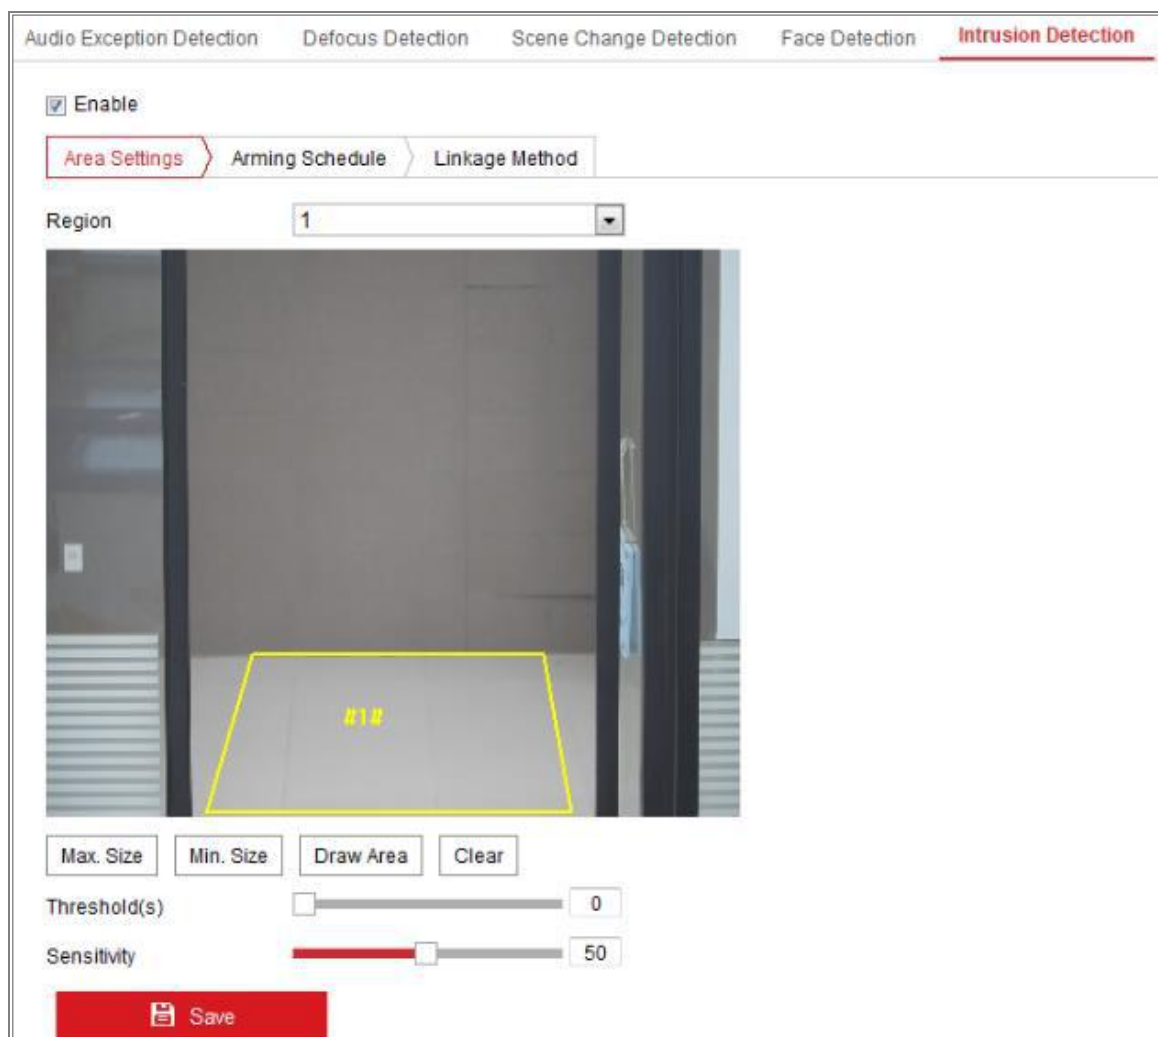 Audio Exception Detection Defocus Detection Scene Change Detection Face Detection Intrusion Detection
Enable
Area Settings Arming Schedule Linkage Method
Region 1
#1#
Max. Size Min. Size Draw Area Clear
Threshold(s) 0
Sensitivity 50
Save